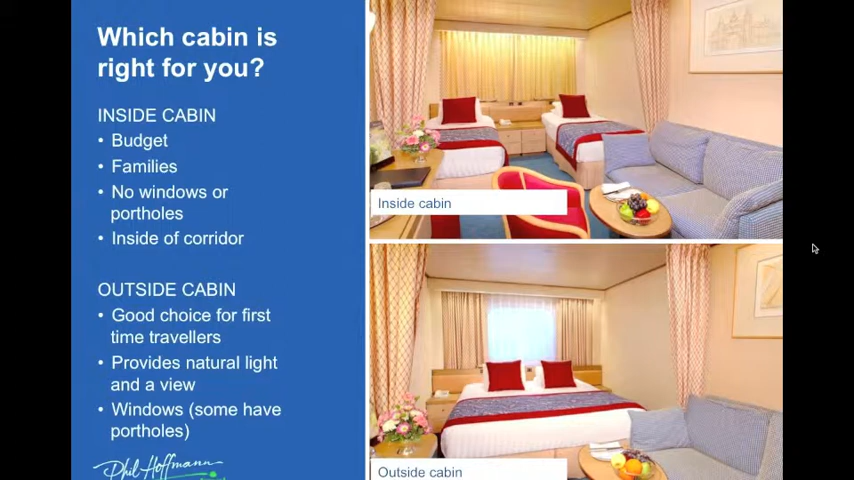 Which cabin is
right for you?
INSIDE CABIN
• Budget
• Families
• No windows or
portholes
• Inside of corridor
OUTSIDE CABIN
• Good choice for first
time travellers
• Provides natural light
and a view
• Windows (some have
portholes)
Phil Hoffmann
Inside cabin
Outside cabin